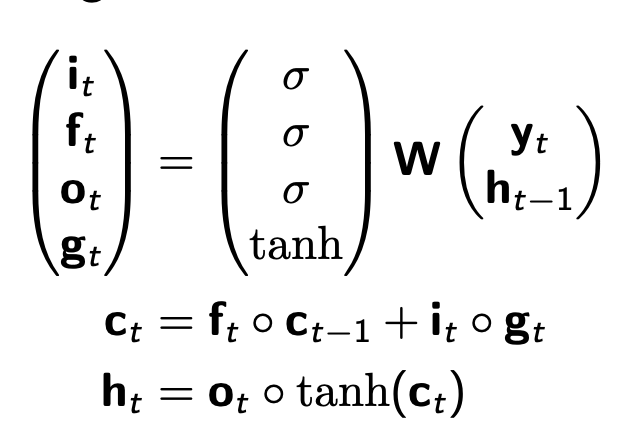 (i_t f_t o_t g_t) = (σ σ σ tanh) W (y_t h_{t−1})
c_t = f_t ∘ c_{t−1} + i_t ∘ g_t
h_t = o_t ∘ tanh(c_t)